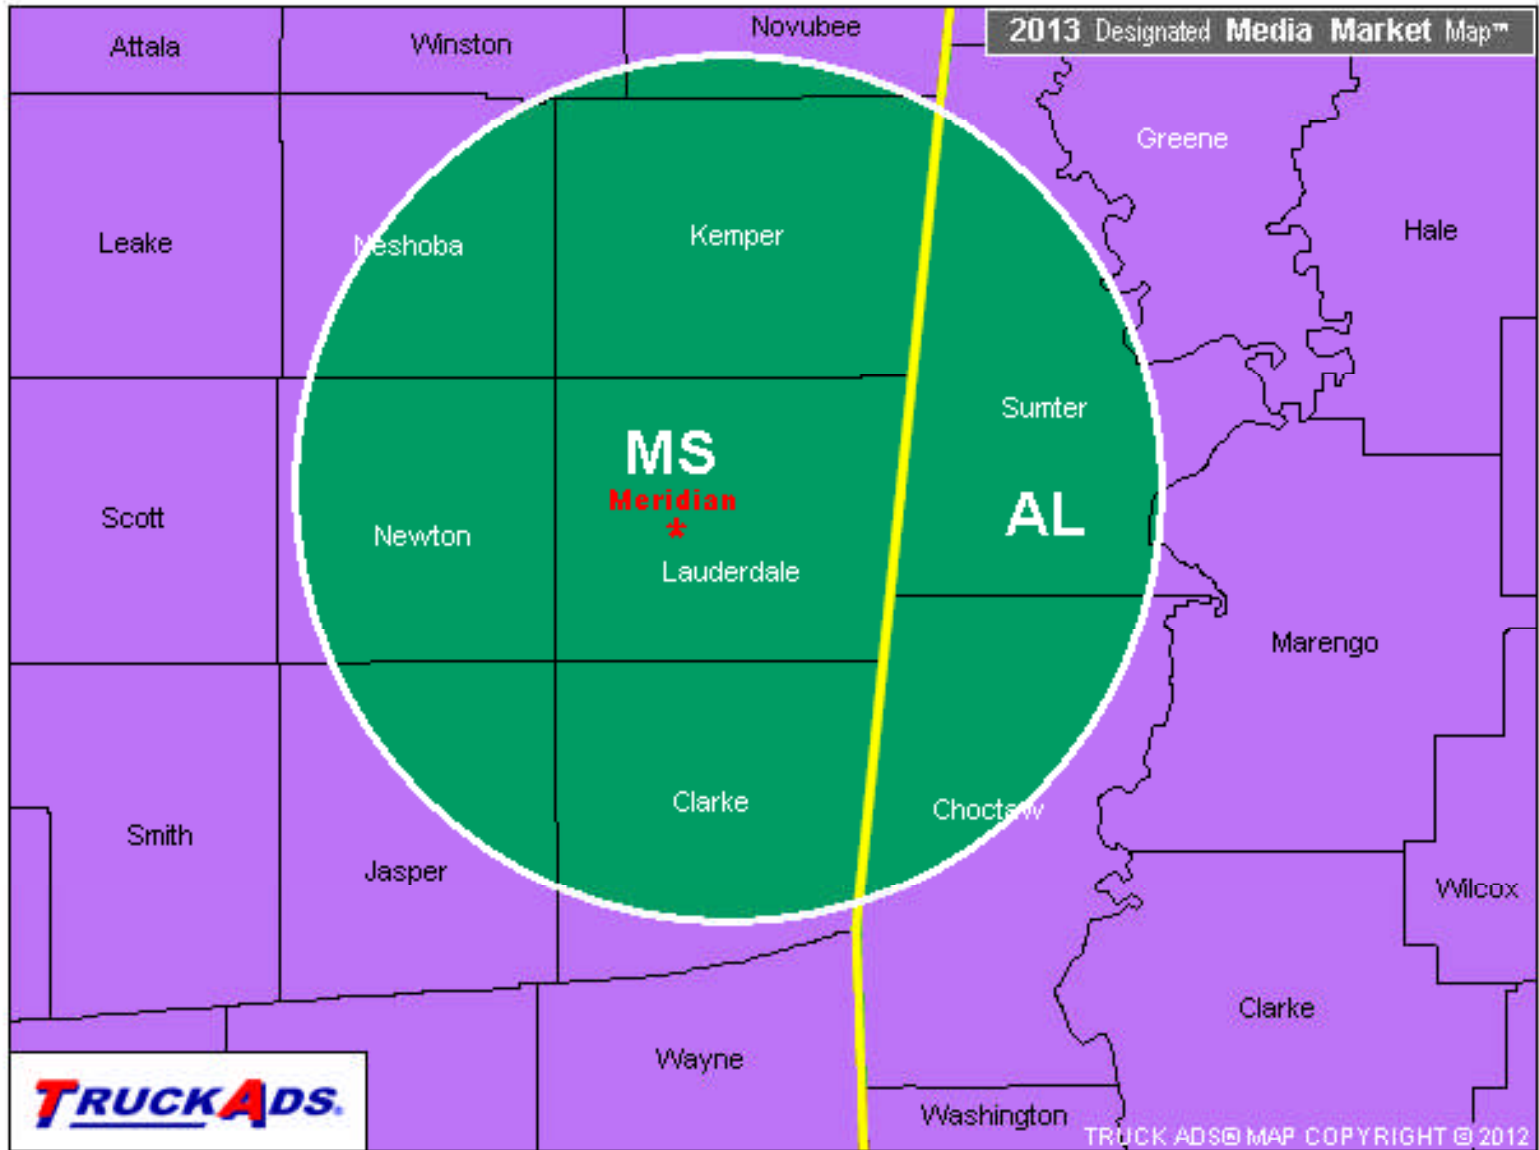 2013 Designated Media Market Map™
Novubee
Attala
Winston
Greene
Hale
Leake
Neshoba
Kemper
Sumter
MS
Meridian
*
AL
Scott
Newton
Lauderdale
Marengo
Clarke
Choctaw
Smith
Jasper
Wilcox
Clarke
Wayne
Washington
TRUCKADS.
TRUCK ADS® MAP COPYRIGHT © 2012